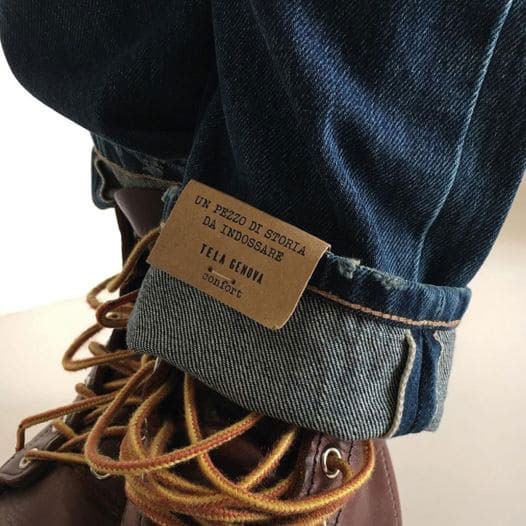 UN PEZZO DI STORIA
DA INDOSSARE
TELA GENOVA
confort